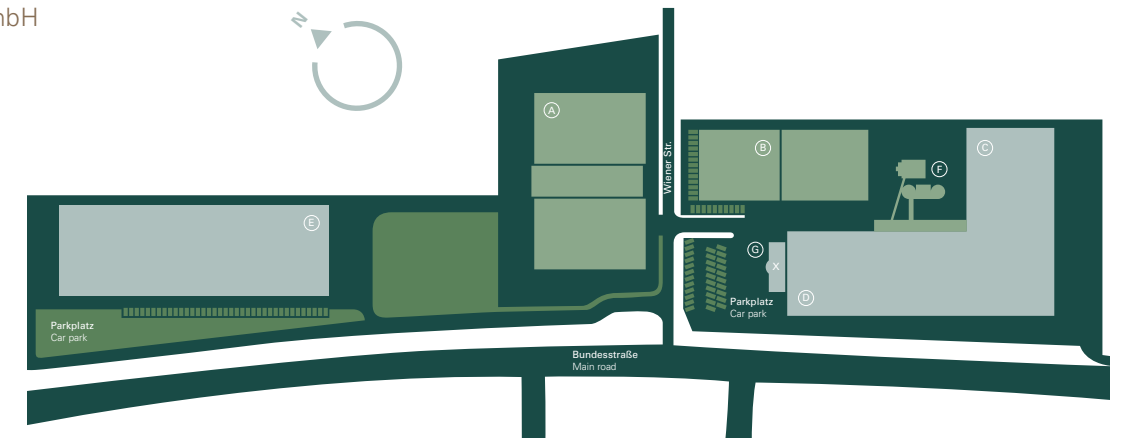 mbH
N
A
B
C
Wiener Str.
F
E
G
X
D
Parkplatz
Car park
Parkplatz
Car park
Bundesstraße
Main road